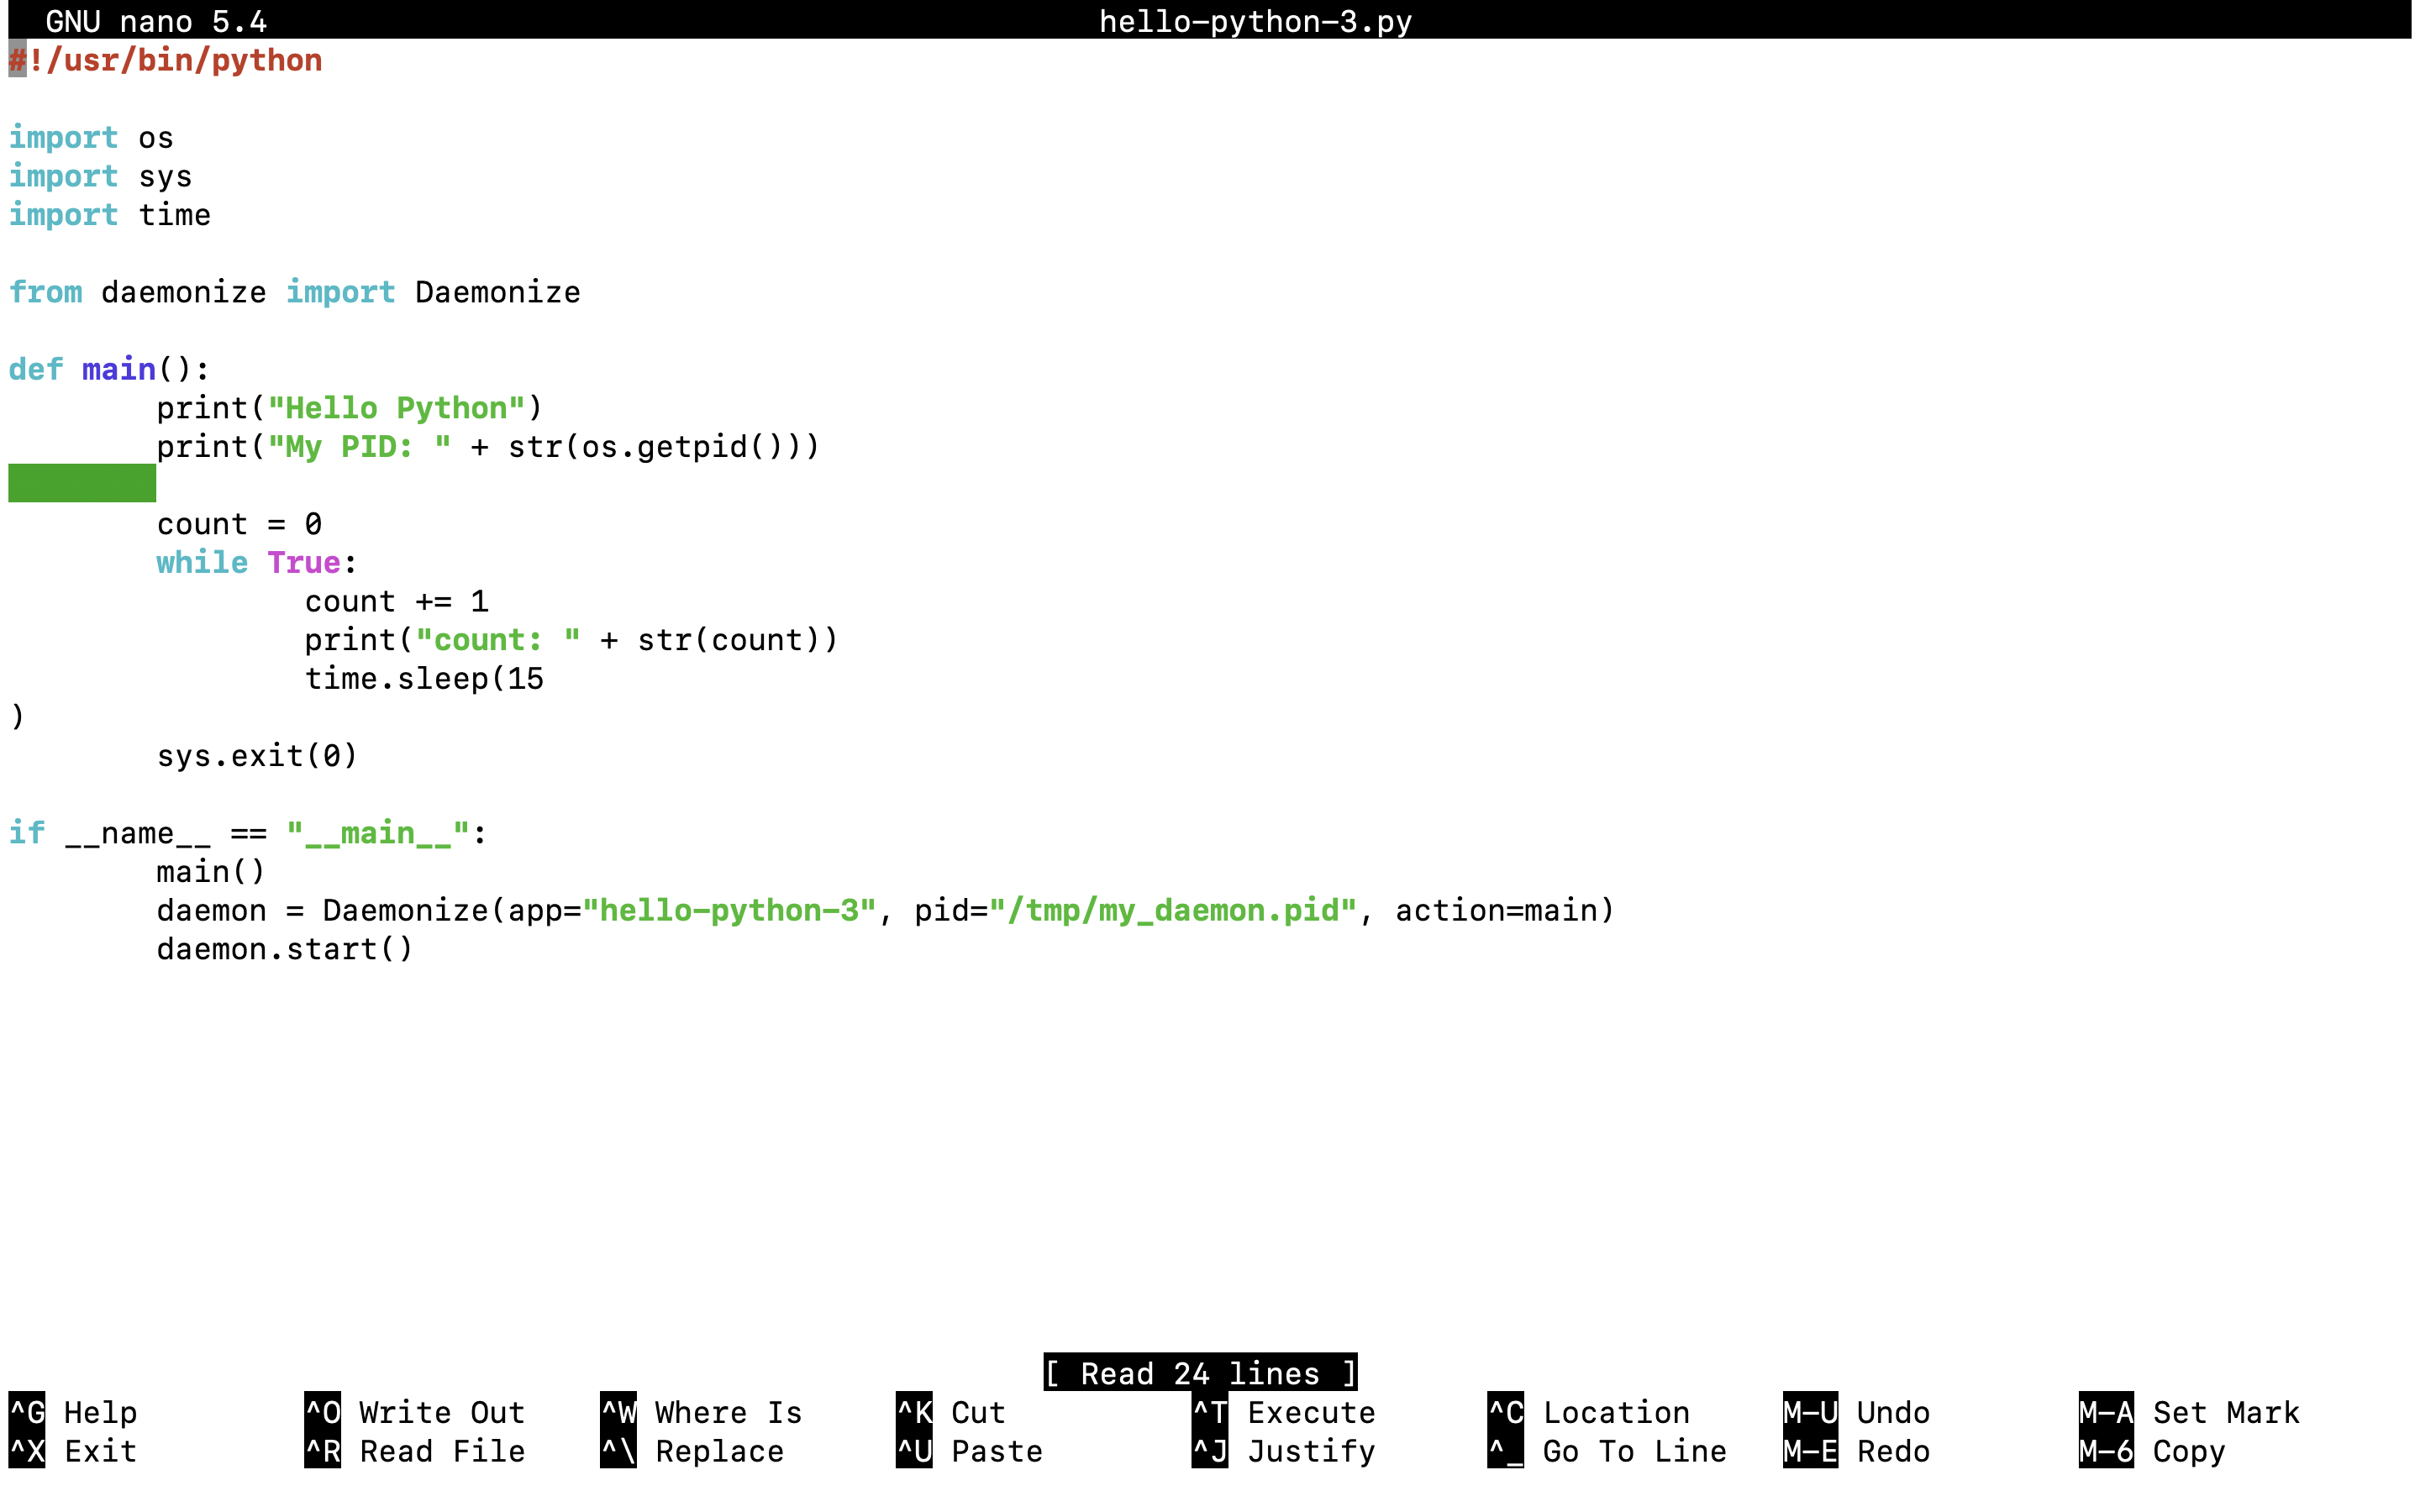 GNU nano 5.4 hello-python-3.py
#!/usr/bin/python
import os
import sys
import time
from daemonize import Daemonize
def main():
print("Hello Python")
print("My PID: " + str(os.getpid()))
count = 0
while True:
count += 1
print("count: " + str(count))
time.sleep(15
)
sys.exit(0)
if __name__ == "__main__":
main()
daemon = Daemonize(app="hello-python-3", pid="/tmp/my_daemon.pid", action=main)
daemon.start()
[ Read 24 lines ]
^G Help ^O Write Out ^W Where Is ^K Cut ^T Execute ^C Location M-U Undo M-A Set Mark
^X Exit ^R Read File ^\ Replace ^U Paste ^J Justify ^_ Go To Line M-E Redo M-6 Copy